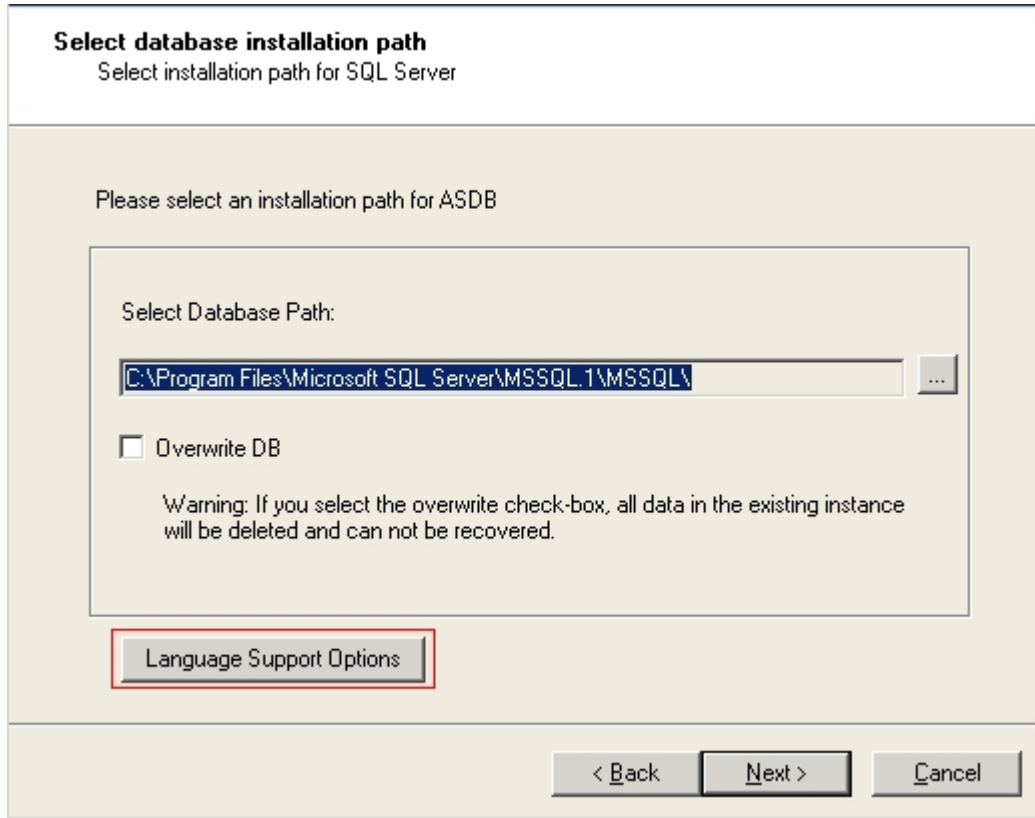 Select database installation path
Select installation path for SQL Server
Please select an installation path for ASDB
Select Database Path:
C:\Program Files\Microsoft SQL Server\MSSQL.1\MSSQL\
...
Overwrite DB
Warning: If you select the overwrite check-box, all data in the existing instance
will be deleted and can not be recovered.
Language Support Options
< Back
Next >
Cancel